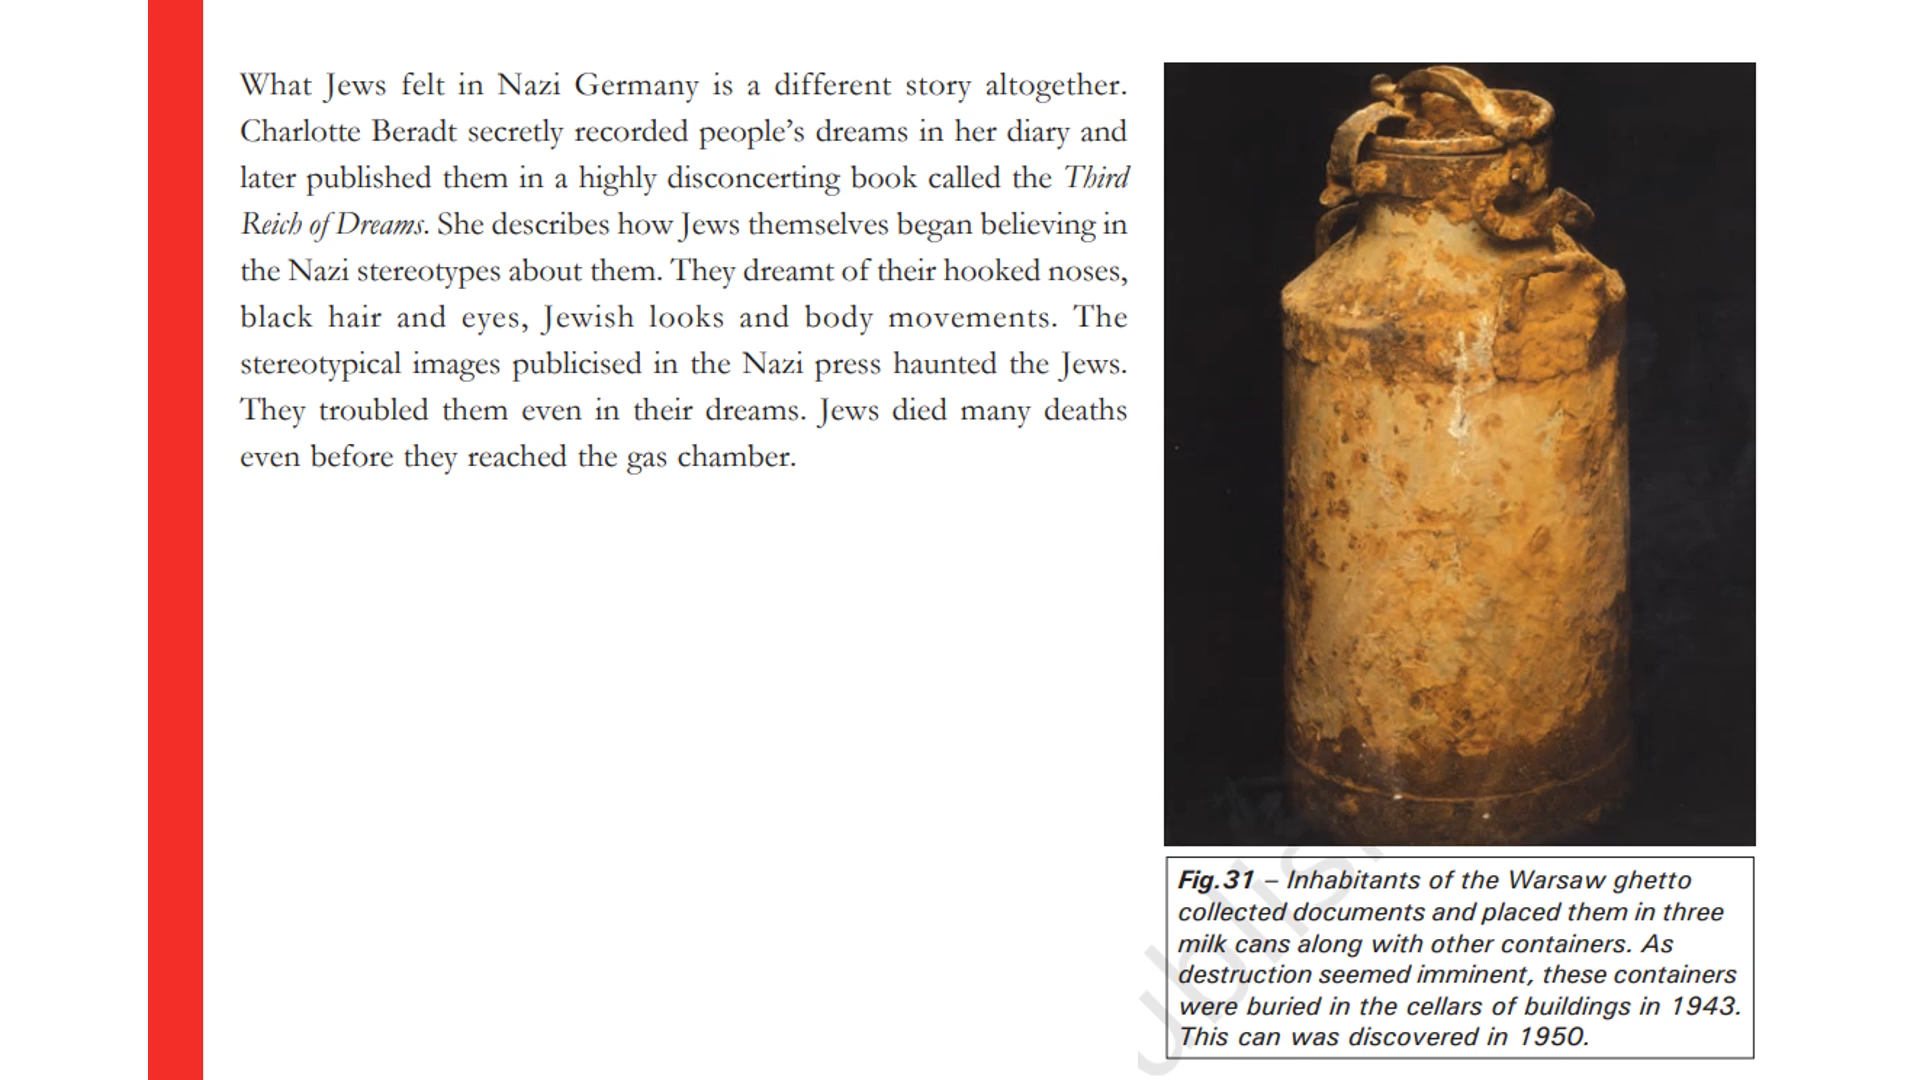 What Jews felt in Nazi Germany is a different story altogether.
Charlotte Beradt secretly recorded people’s dreams in her diary and
later published them in a highly disconcerting book called the Third
Reich of Dreams. She describes how Jews themselves began believing in
the Nazi stereotypes about them. They dreamt of their hooked noses,
black hair and eyes, Jewish looks and body movements. The
stereotypical images publicised in the Nazi press haunted the Jews.
They troubled them even in their dreams. Jews died many deaths
even before they reached the gas chamber.
Fig.31 – Inhabitants of the Warsaw ghetto
collected documents and placed them in three
milk cans along with other containers. As
destruction seemed imminent, these containers
were buried in the cellars of buildings in 1943.
This can was discovered in 1950.